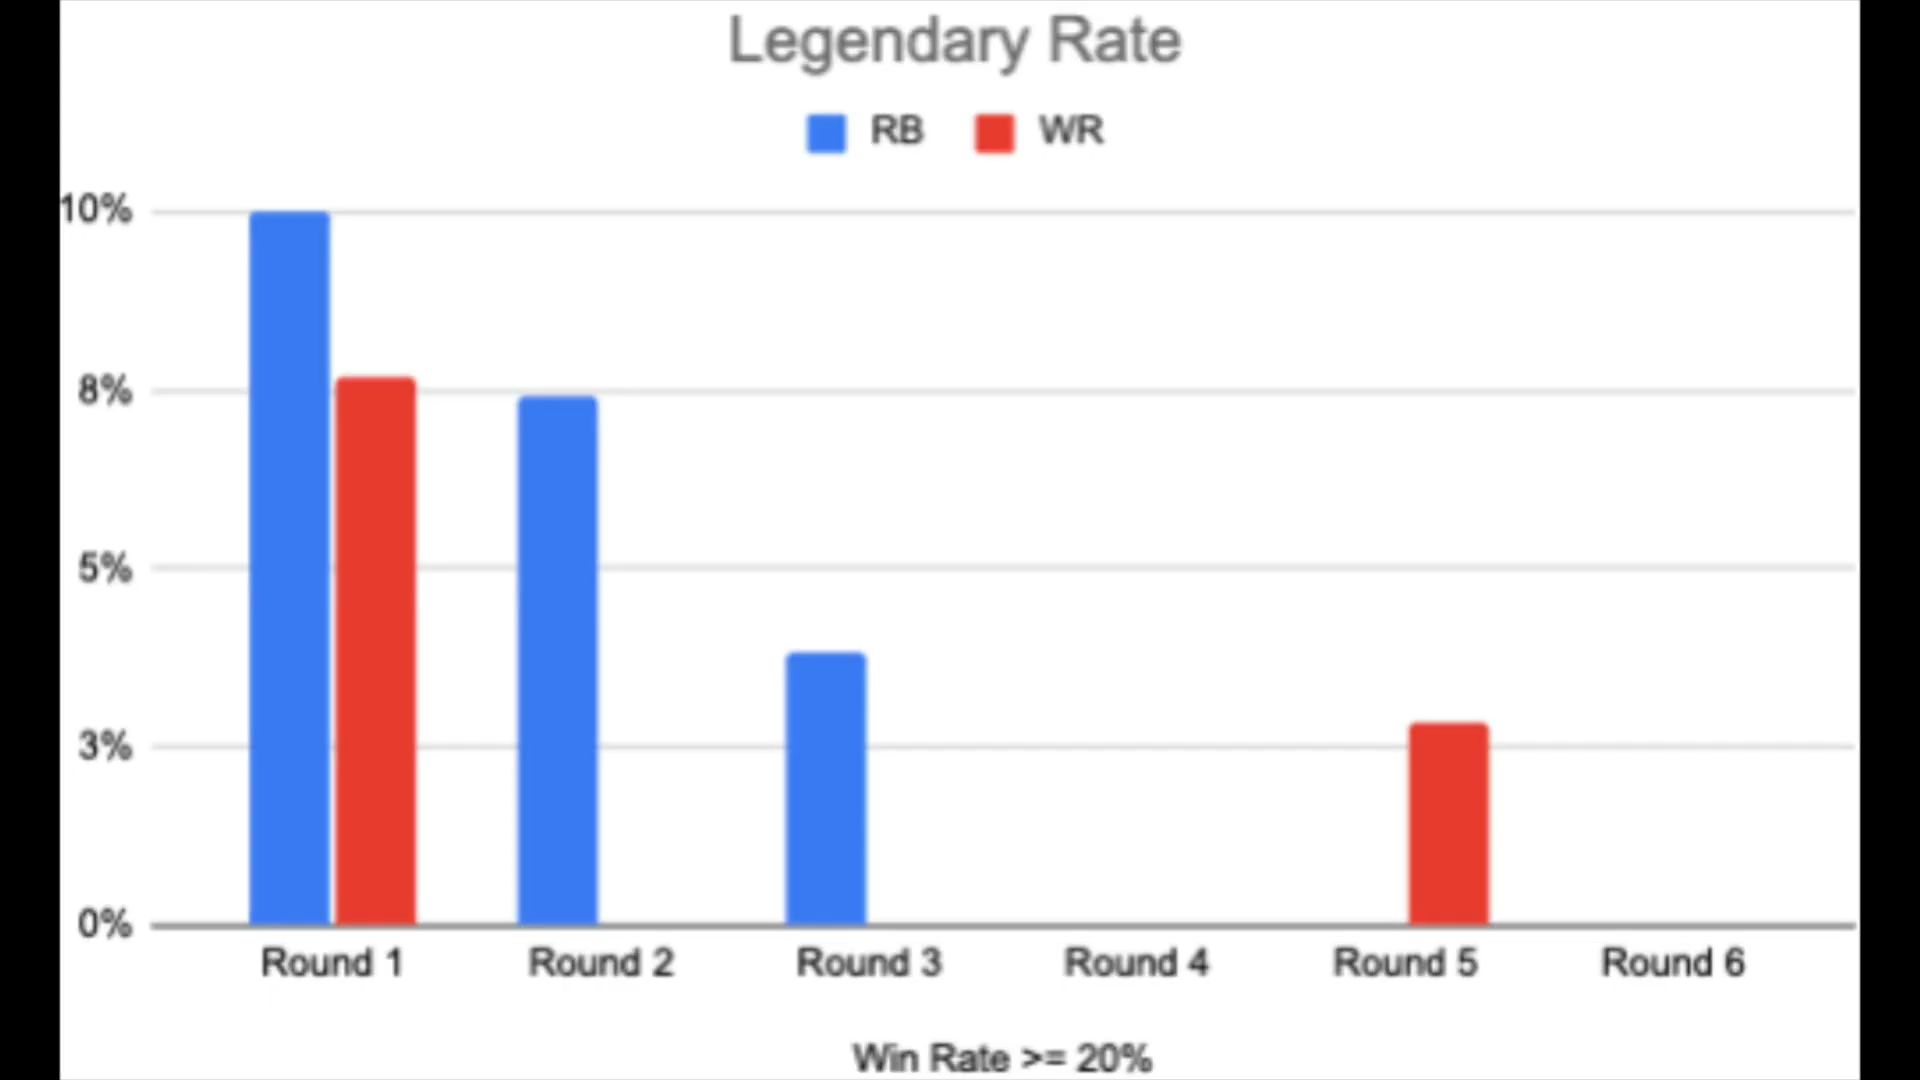 Legendary Rate
RB WR
10%
8%
5%
3%
0%
Round 1 Round 2 Round 3 Round 4 Round 5 Round 6
Win Rate >= 20%